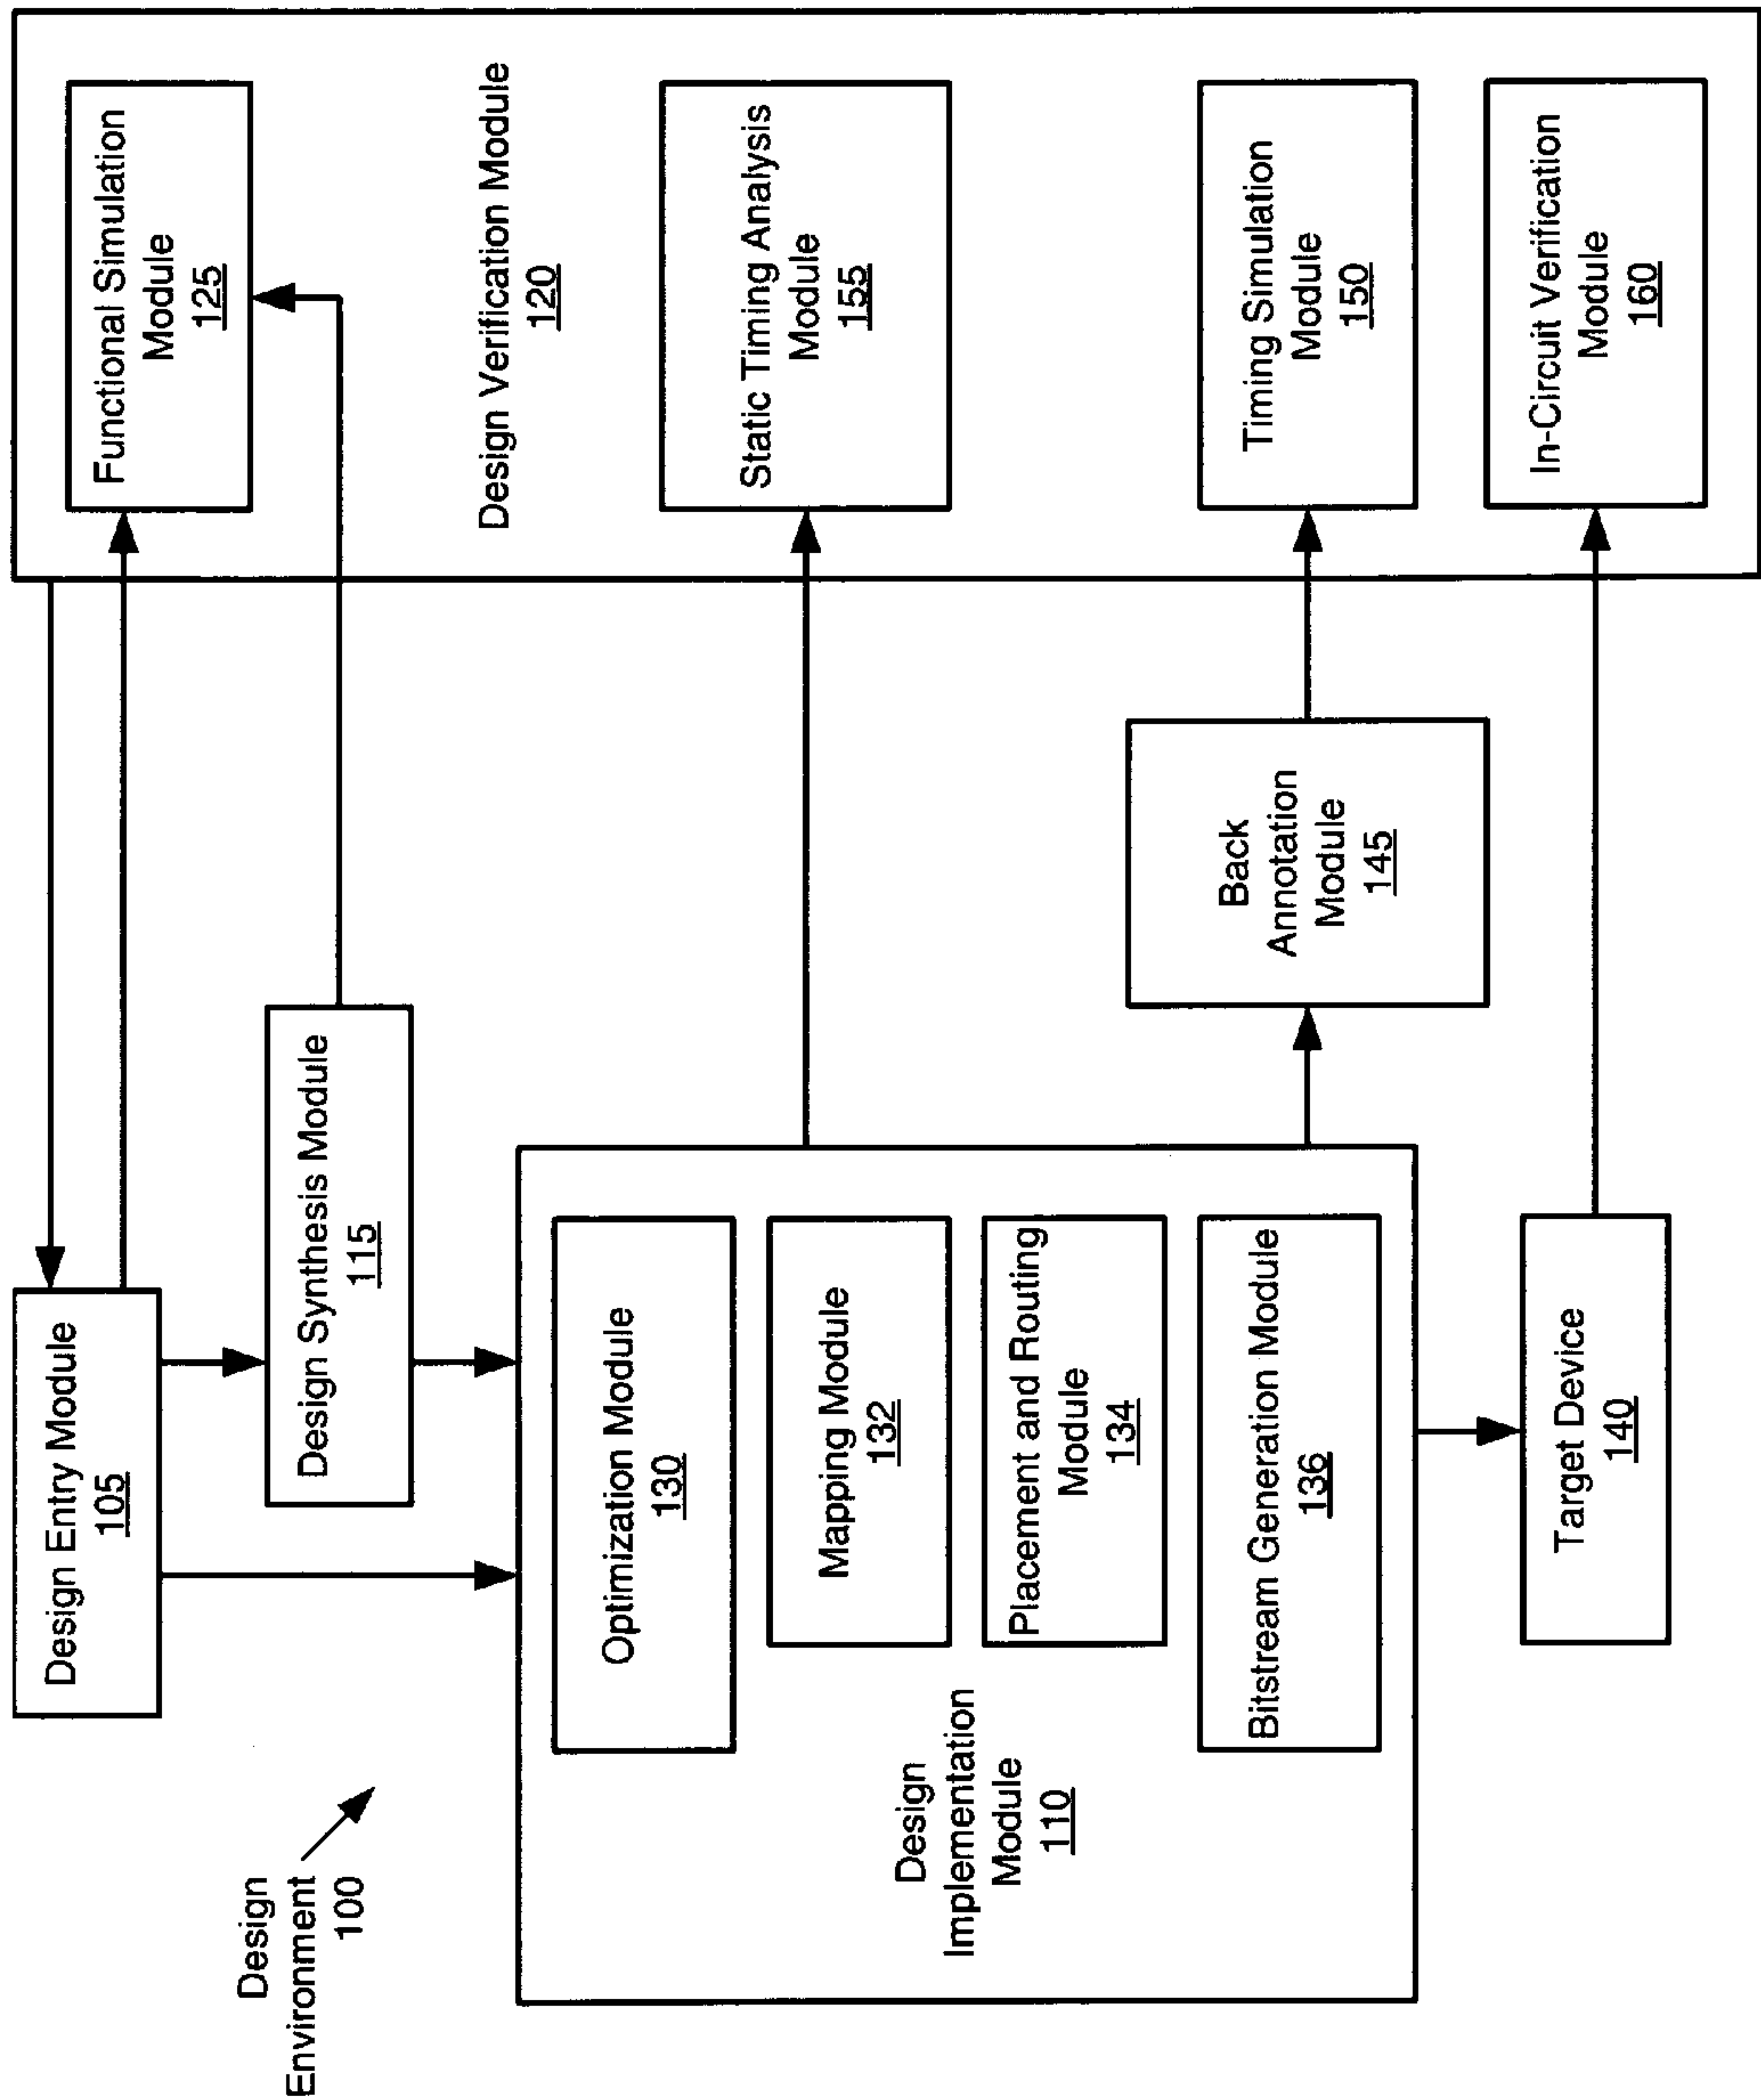 Design
Environment
100
Design Entry Module
105
Design Synthesis Module
115
Design
Implementation
Module
110
Optimization Module
130
Mapping Module
132
Placement and Routing
Module
134
Bitstream Generation Module
136
Target Device
140
Back
Annotation
Module
145
Functional Simulation
Module
125
Design Verification Module
120
Static Timing Analysis
Module
155
Timing Simulation
Module
150
In-Circuit Verification
Module
160